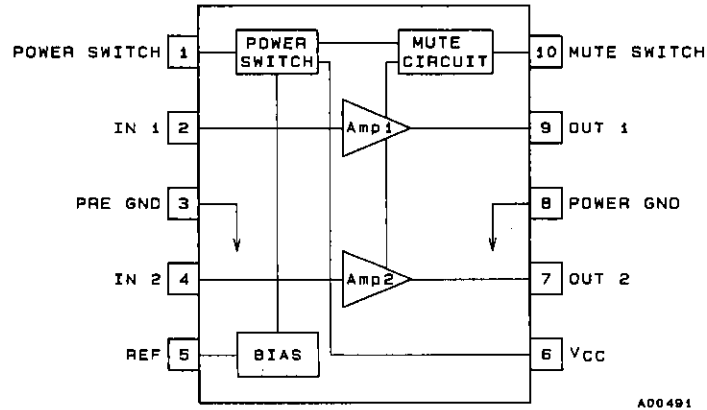 POWER SWITCH 1 POWER SWITCH MUTE CIRCUIT 10 MUTE SWITCH
IN 1 2 Amp1 9 OUT 1
PRE GND 3 8 POWER GND
IN 2 4 Amp2 7 OUT 2
REF 5 BIAS 6 VCC
A00491